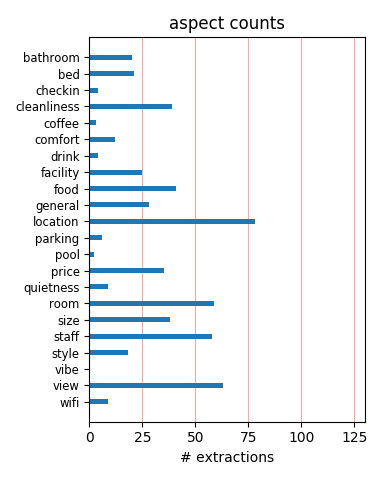 aspect counts
bathroom
bed
checkin
cleanliness
coffee
comfort
drink
facility
food
general
location
parking
pool
price
quietness
room
size
staff
style
vibe
view
wifi
0 25 50 75 100 125
# extractions